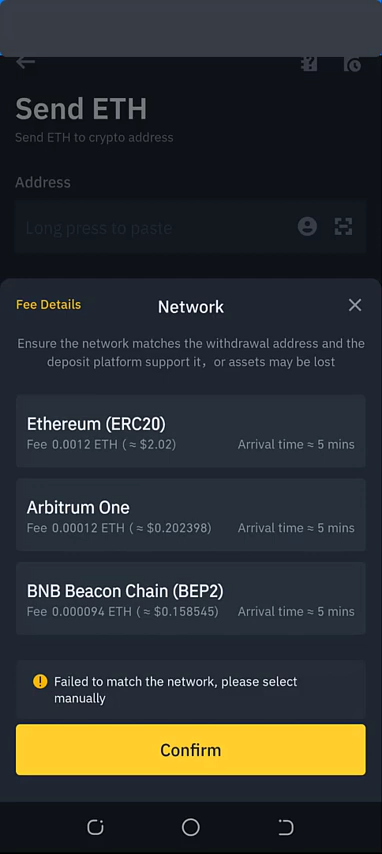 Send ETH
Send ETH to crypto address
Address
Long press to paste
Fee Details
Network
Ensure the network matches the withdrawal address and the
deposit platform support it，or assets may be lost
Ethereum (ERC20)
Fee 0.0012 ETH ( ≈ $2.02) Arrival time ≈ 5 mins
Arbitrum One
Fee 0.00012 ETH ( ≈ $0.202398) Arrival time ≈ 5 mins
BNB Beacon Chain (BEP2)
Fee 0.000094 ETH ( ≈ $0.158545) Arrival time ≈ 5 mins
Failed to match the network, please select
manually
Confirm